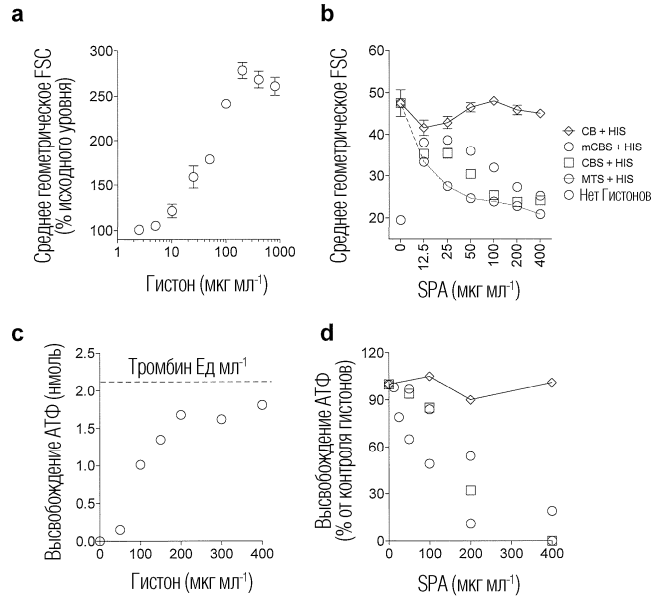 a
Среднее геометрическое FSC
(% исходного уровня)
300
250
200
150
100
1
10
100
1000
Гистон (мкг мл⁻¹)
b
Среднее геометрическое FSC
60
50
40
30
20
0
12.5
25
50
100
200
400
SPA (мкг мл⁻¹)
CB + HIS
mCBS + HIS
CBS + HIS
MTS + HIS
Нет Гистонов
c
Высвобождение АТФ (нмоль)
2.5
2.0
1.5
1.0
0.5
0.0
Тромбин Ед мл⁻¹
0
100
200
300
400
Гистон (мкг мл⁻¹)
d
Высвобождение АТФ
(% от контроля гистонов)
120
90
60
30
0
0
100
200
300
400
SPA (мкг мл⁻¹)